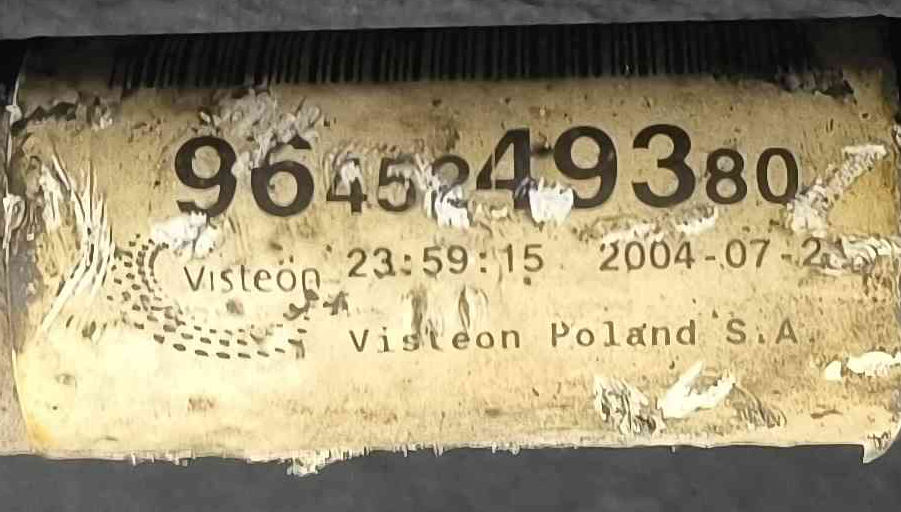 9645249380
Visteon 23:59:15 2004-07-2
Visteon Poland S.A.